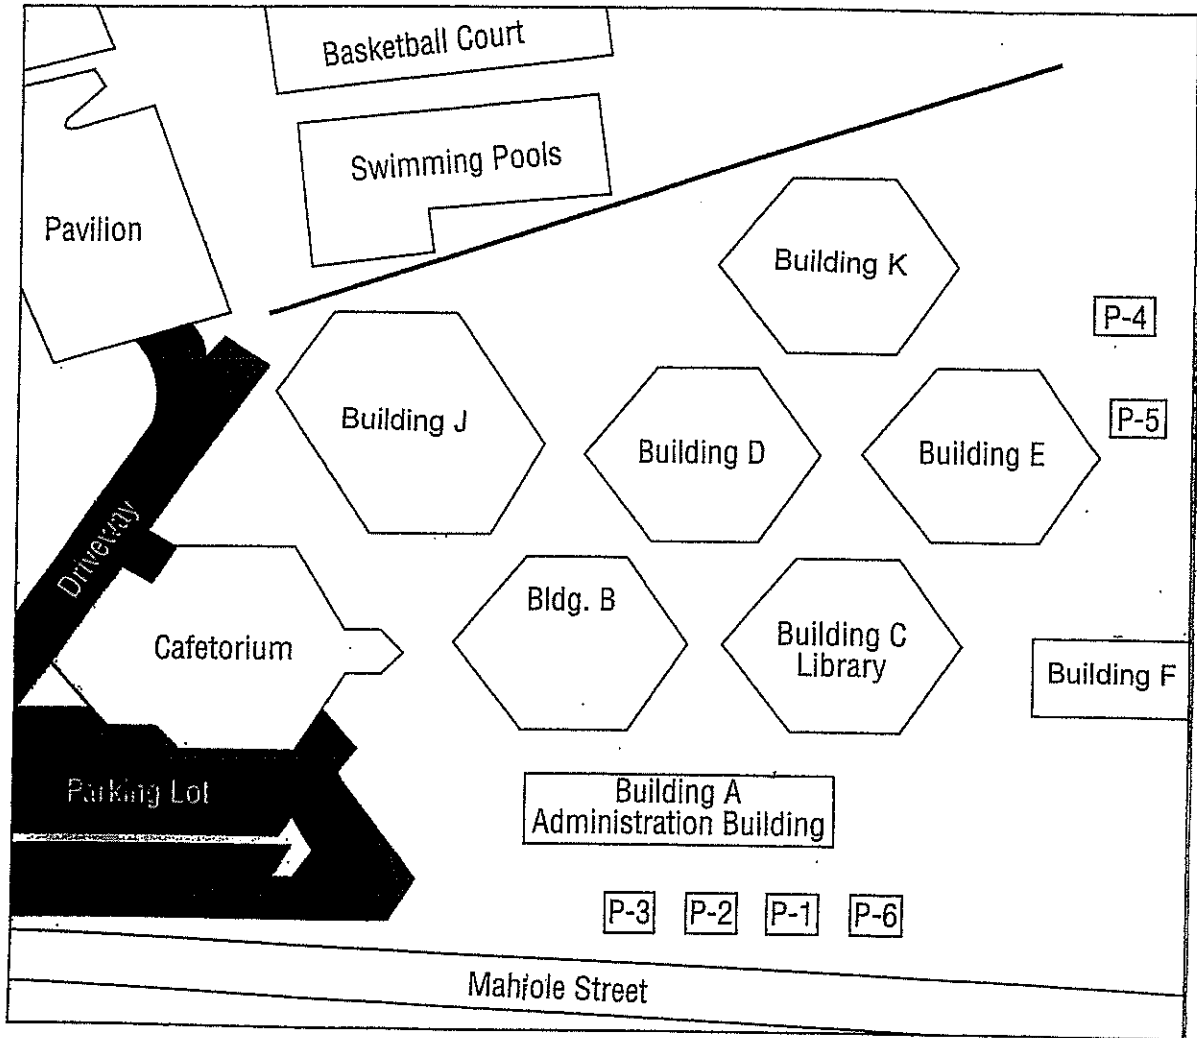 Basketball Court
Swimming Pools
Pavilion
Building K
P-4
P-5
Building J
Building D
Building E
Driveway
Bldg. B
Cafetorium
Building C
Library
Building F
Parking Lot
Building A
Administration Building
P-3
P-2
P-1
P-6
Mahiole Street